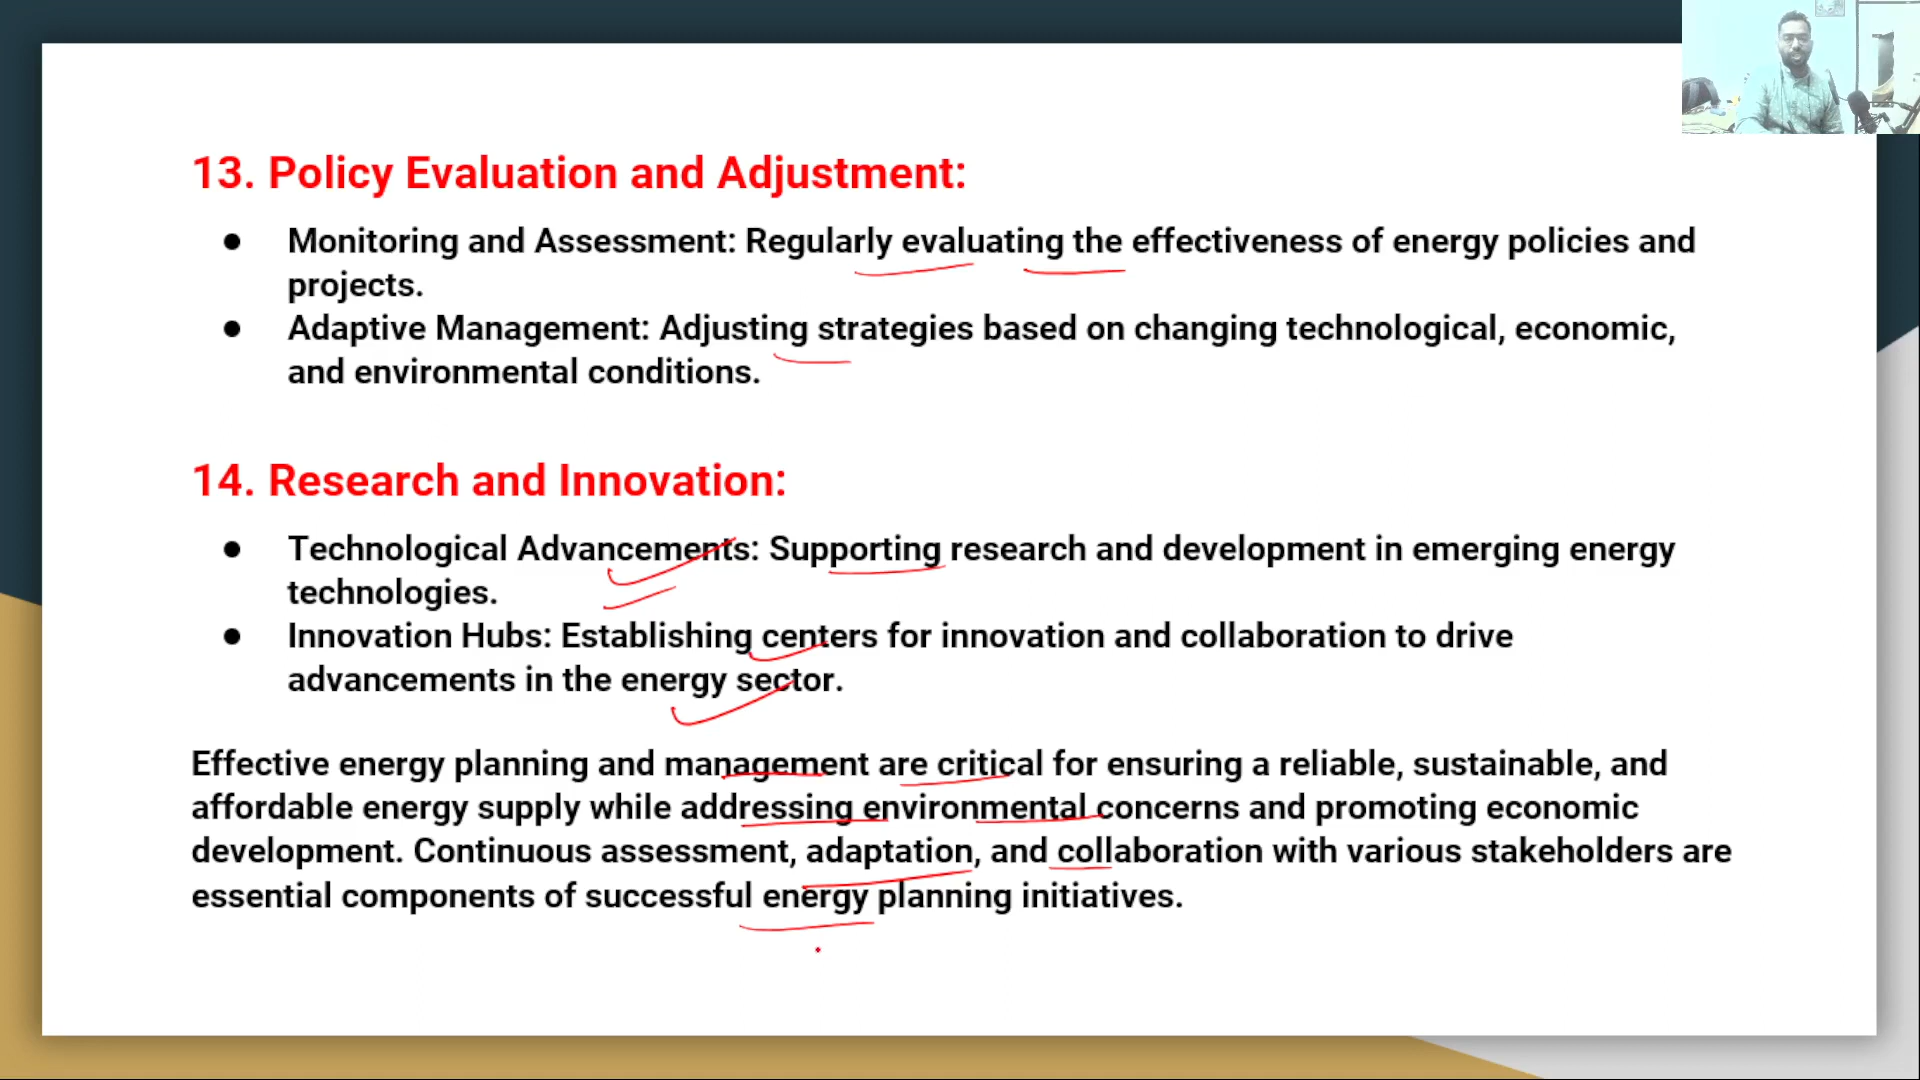 13. Policy Evaluation and Adjustment:
● Monitoring and Assessment: Regularly evaluating the effectiveness of energy policies and
projects.
● Adaptive Management: Adjusting strategies based on changing technological, economic,
and environmental conditions.
14. Research and Innovation:
● Technological Advancements: Supporting research and development in emerging energy
technologies.
● Innovation Hubs: Establishing centers for innovation and collaboration to drive
advancements in the energy sector.
Effective energy planning and management are critical for ensuring a reliable, sustainable, and
affordable energy supply while addressing environmental concerns and promoting economic
development. Continuous assessment, adaptation, and collaboration with various stakeholders are
essential components of successful energy planning initiatives.